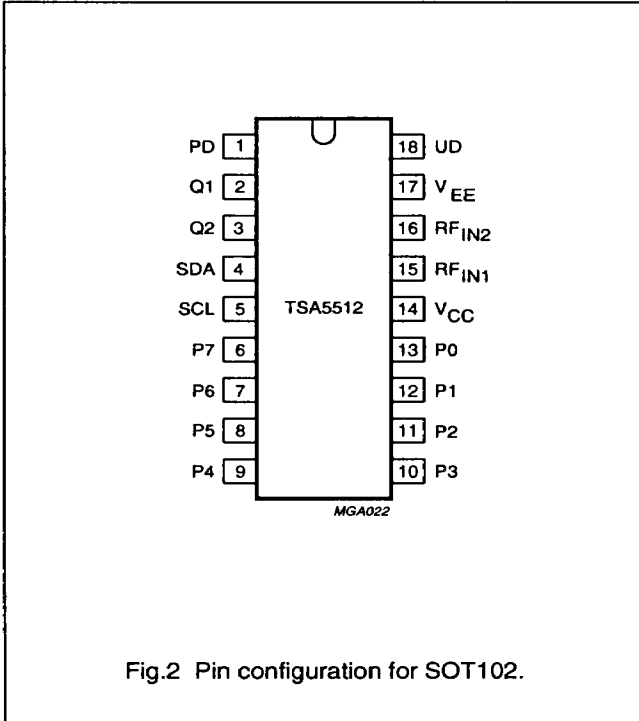 PD 1 18 UD
Q1 2 17 VEE
Q2 3 16 RFIN2
SDA 4 15 RFIN1
SCL 5 TSA5512 14 VCC
P7 6 13 P0
P6 7 12 P1
P5 8 11 P2
P4 9 10 P3
MGA022
Fig.2 Pin configuration for SOT102.